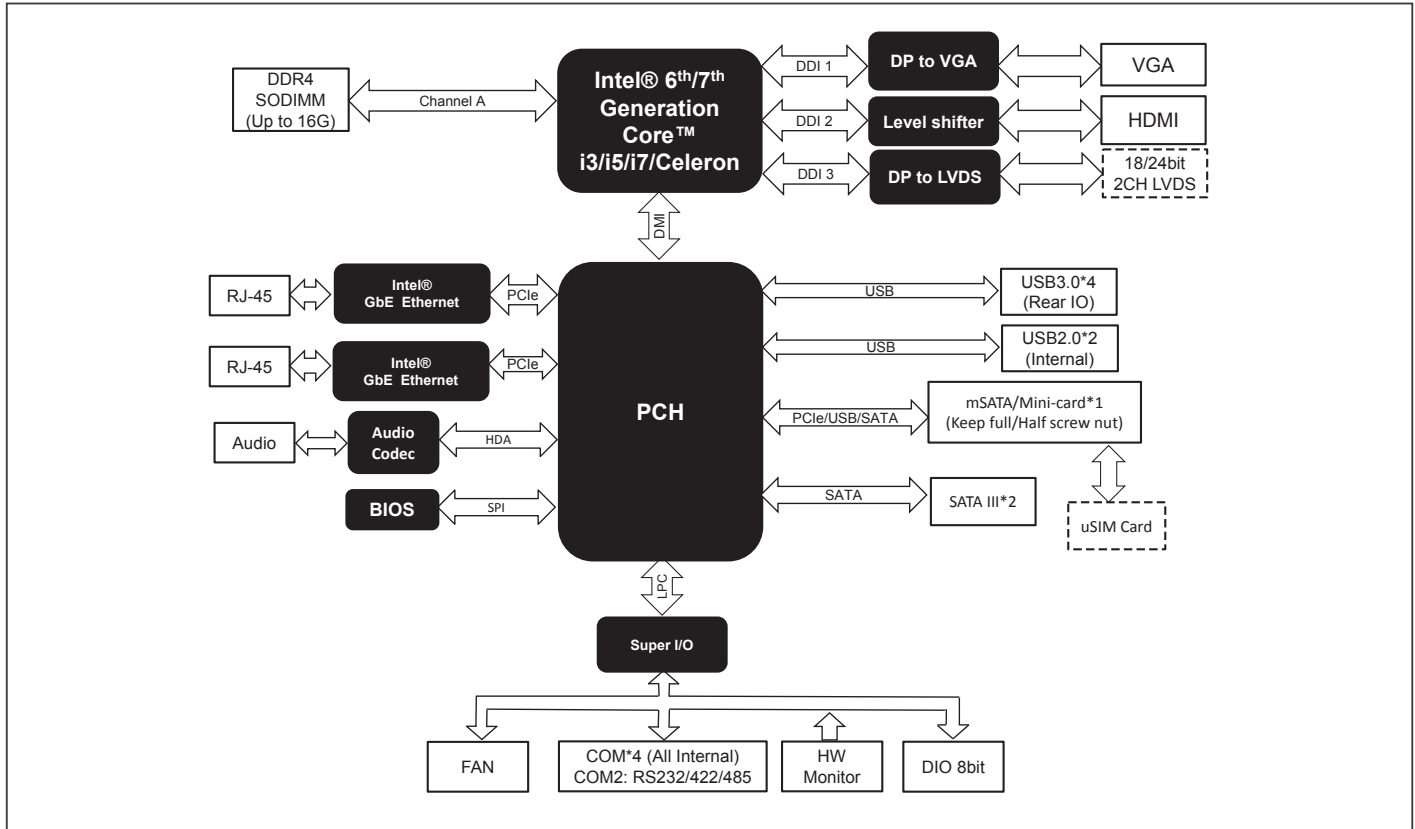 DDR4
SODIMM
(Up to 16G)
Channel A
Intel® 6th/7th
Generation
Core™
i3/i5/i7/Celeron
DDI 1
DP to VGA
VGA
DDI 2
Level shifter
HDMI
DDI 3
DP to LVDS
18/24bit
2CH LVDS
DMI
RJ-45
Intel®
GbE Ethernet
PCIe
RJ-45
Intel®
GbE Ethernet
PCIe
Audio
Audio
Codec
HDA
BIOS
SPI
PCH
USB
USB3.0*4
(Rear IO)
USB
USB2.0*2
(Internal)
PCIe/USB/SATA
mSATA/Mini-card*1
(Keep full/Half screw nut)
SATA
SATA III*2
uSIM Card
LPC
Super I/O
FAN
COM*4 (All Internal)
COM2: RS232/422/485
HW
Monitor
DIO 8bit